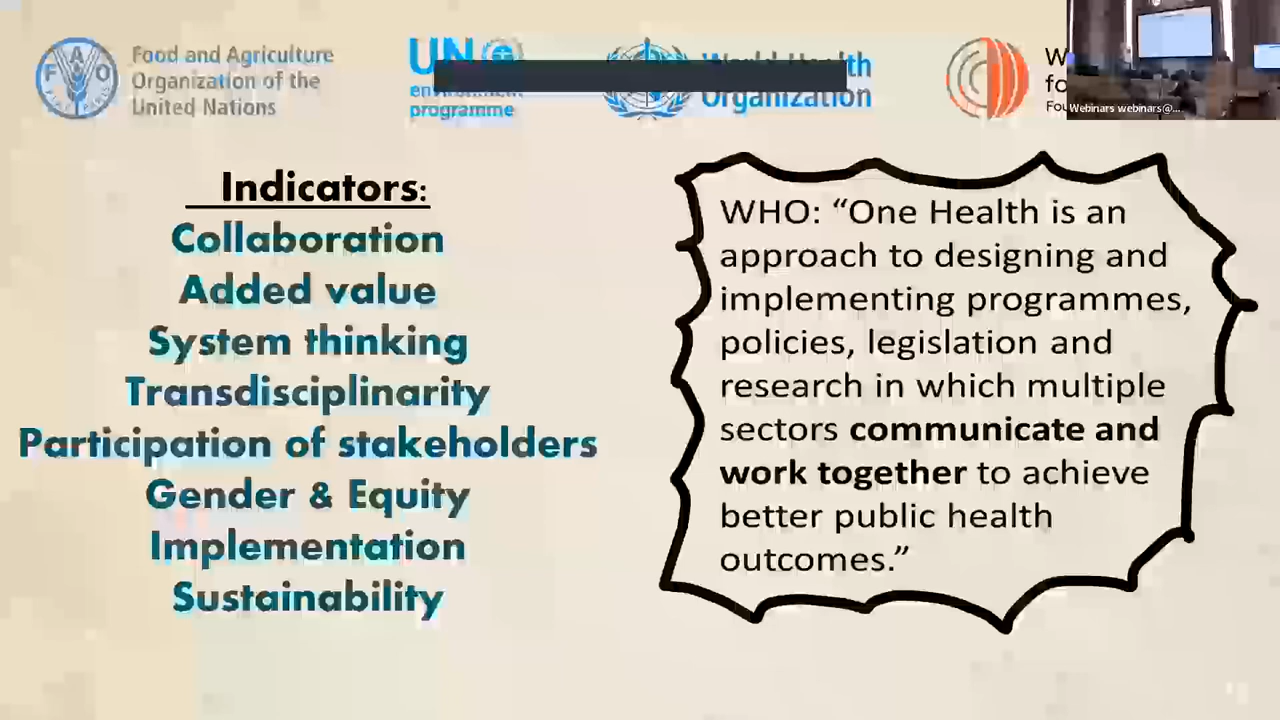 FAO
Food and Agriculture
Organization of the
United Nations
UN
programme
Organization
Webinars webinars@...
Indicators:
Collaboration
Added value
System thinking
Transdisciplinarity
Participation of stakeholders
Gender & Equity
Implementation
Sustainability
WHO: “One Health is an
approach to designing and
implementing programmes,
policies, legislation and
research in which multiple
sectors communicate and
work together to achieve
better public health
outcomes.”